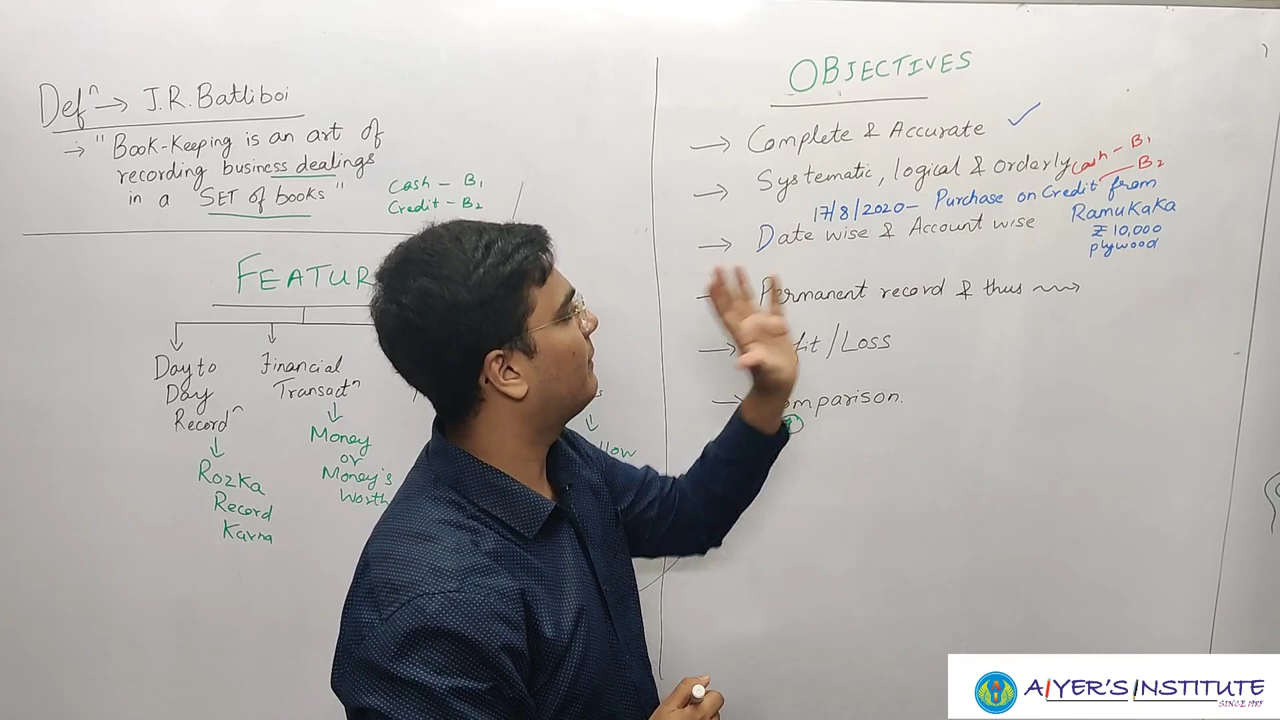 Defⁿ → J.R. Batliboi
→ "Book-Keeping is an art of
recording business dealings
in a SET of books"
Cash - B1
Credit - B2
FEATUR
Day to
Day
Recordⁿ
Rozka
Record
Karna
Financial
Transactⁿ
Money
or
Money's
Worth
llow
OBJECTIVES
→ Complete & Accurate ✓
→ Systematic, logical & orderly
Cash - B1
B2
17/8/2020 - Purchase on Credit from
RamuKaKa
₹ 10,000
plywood
→ Date wise & Account wise
Permanent record & thus
→ fit / Loss
→ omparison.
AIYER'S INSTITUTE
SINCE 1985